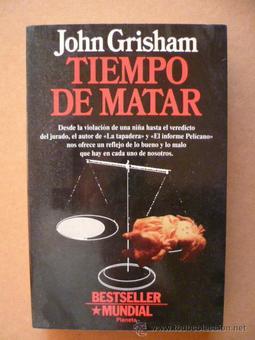 John Grisham
TIEMPO
DE MATAR
Desde la violación de una niña hasta el veredicto
del jurado, el autor de «La tapadera» y «El informe Pelícano»
nos ofrece un reflejo de lo bueno y lo malo
que hay en cada uno de nosotros.
BESTSELLER
★MUNDIAL
Planeta
todocoleccion.net